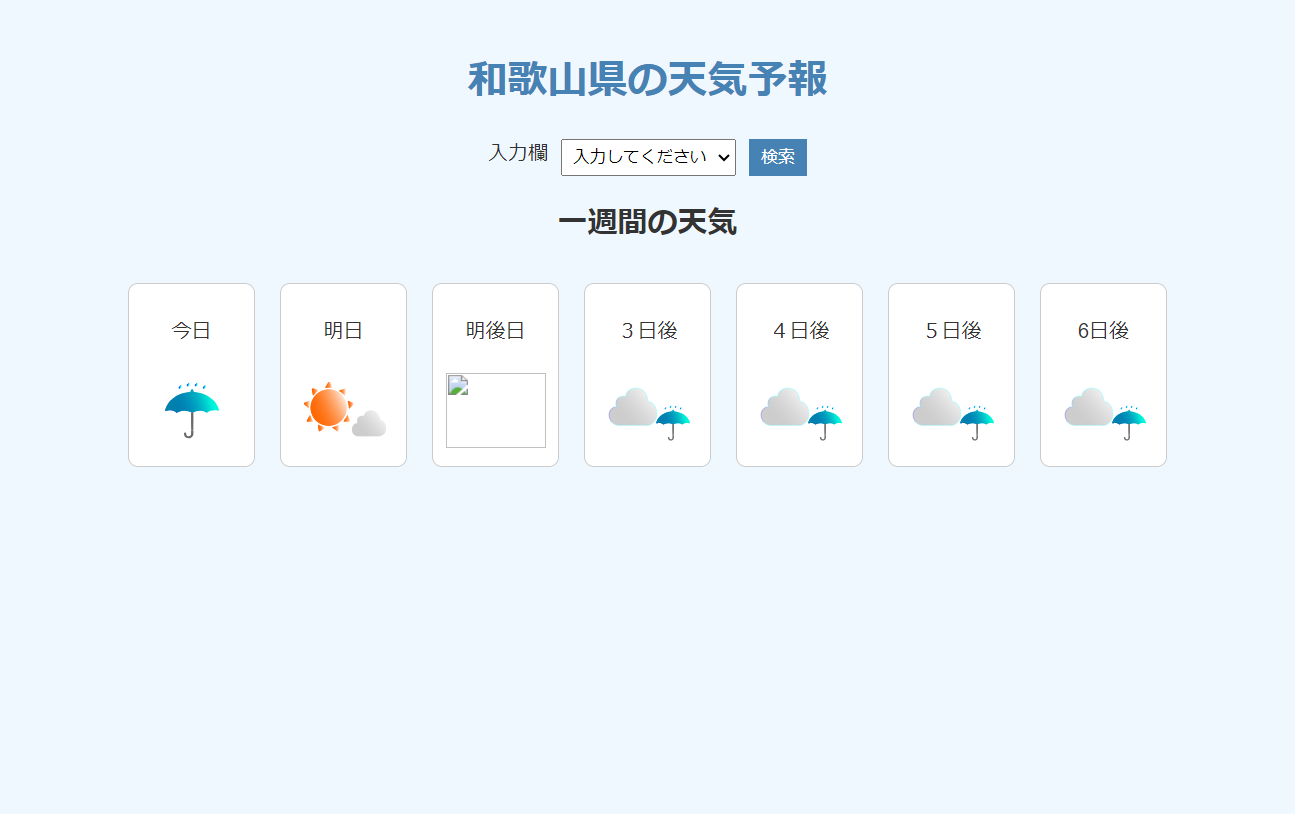 和歌山県の天気予報
入力欄 入力してください 検索
一週間の天気
今日 明日 明後日 ３日後 ４日後 ５日後 6日後